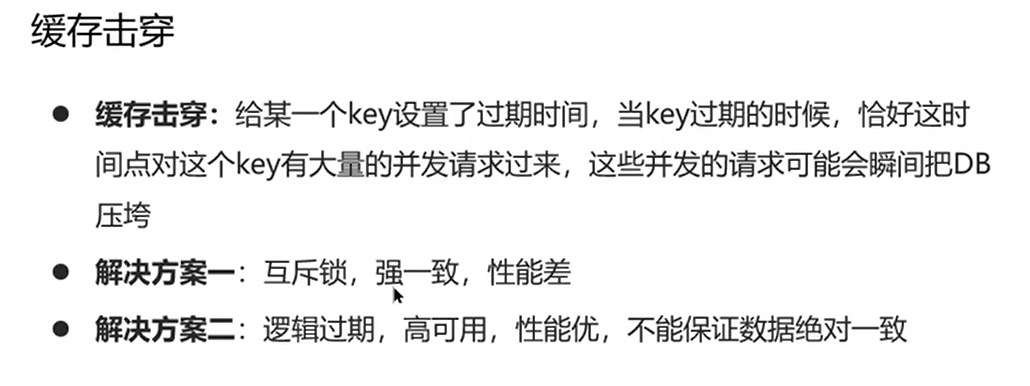 缓存击穿
● 缓存击穿：给某一个key设置了过期时间，当key过期的时候，恰好这时
间点对这个key有大量的并发请求过来，这些并发的请求可能会瞬间把DB
压垮
● 解决方案一：互斥锁，强一致，性能差
● 解决方案二：逻辑过期，高可用，性能优，不能保证数据绝对一致